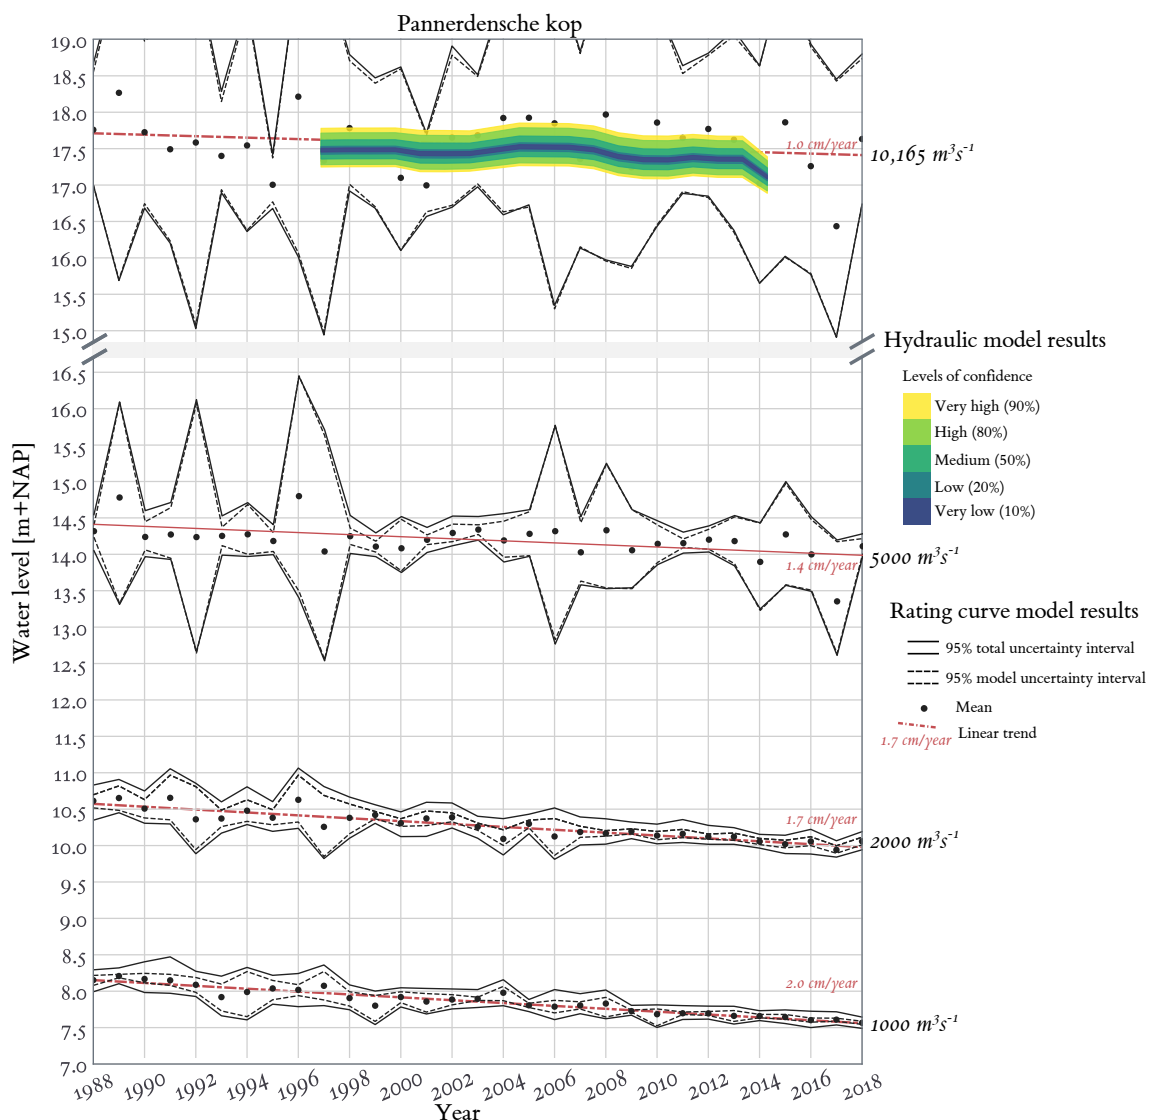 Pannerdensche kop
19.0
18.5
18.0
17.5
17.0
16.5
16.0
15.5
15.0
1.0 cm/year
10,165 m³s⁻¹
16.5
16.0
15.5
15.0
14.5
14.0
13.5
13.0
12.5
12.0
11.5
11.0
10.5
10.0
9.5
9.0
8.5
8.0
7.5
7.0
Water level [m+NAP]
1.4 cm/year
5000 m³s⁻¹
1.7 cm/year
2000 m³s⁻¹
2.0 cm/year
1000 m³s⁻¹
1988 1990 1992 1994 1996 1998 2000 2002 2004 2006 2008 2010 2012 2014 2016 2018
Year
Hydraulic model results
Levels of confidence
Very high (90%)
High (80%)
Medium (50%)
Low (20%)
Very low (10%)
Rating curve model results
95% total uncertainty interval
95% model uncertainty interval
Mean
1.7 cm/year Linear trend